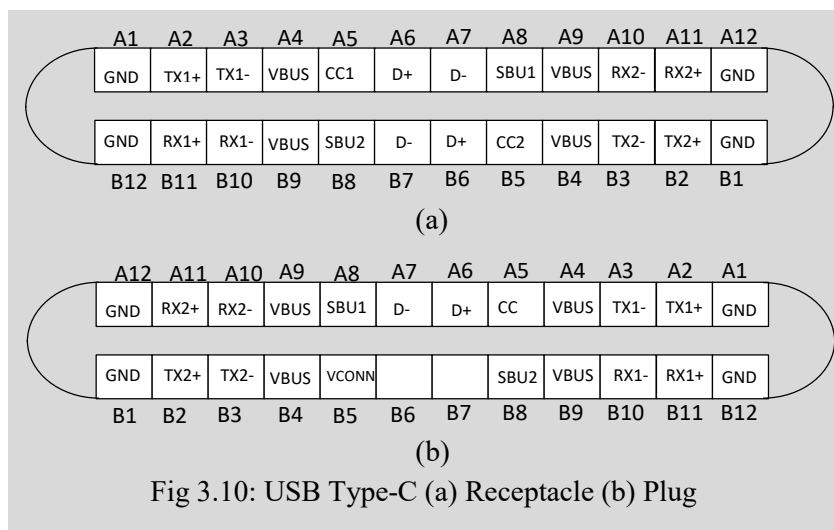 A1 A2 A3 A4 A5 A6 A7 A8 A9 A10 A11 A12
GND TX1+ TX1- VBUS CC1 D+ D- SBU1 VBUS RX2- RX2+ GND
GND RX1+ RX1- VBUS SBU2 D- D+ CC2 VBUS TX2- TX2+ GND
B12 B11 B10 B9 B8 B7 B6 B5 B4 B3 B2 B1
(a)
A12 A11 A10 A9 A8 A7 A6 A5 A4 A3 A2 A1
GND RX2+ RX2- VBUS SBU1 D- D+ CC VBUS TX1- TX1+ GND
GND TX2+ TX2- VBUS VCONN SBU2 VBUS RX1- RX1+ GND
B1 B2 B3 B4 B5 B6 B7 B8 B9 B10 B11 B12
(b)
Fig 3.10: USB Type-C (a) Receptacle (b) Plug